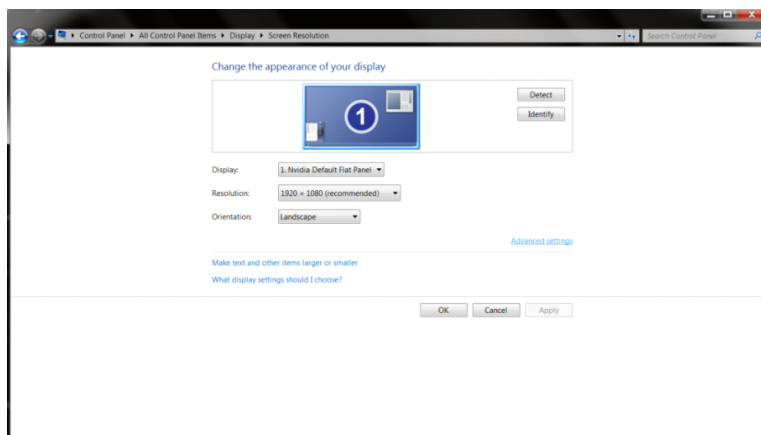 Control Panel All Control Panel Items Display Screen Resolution Search Control Panel
Change the appearance of your display
1
Detect
Identify
Display: 1. Nvidia Default Flat Panel
Resolution: 1920 × 1080 (recommended)
Orientation: Landscape
Advanced settings
Make text and other items larger or smaller
What display settings should I choose?
OK Cancel Apply